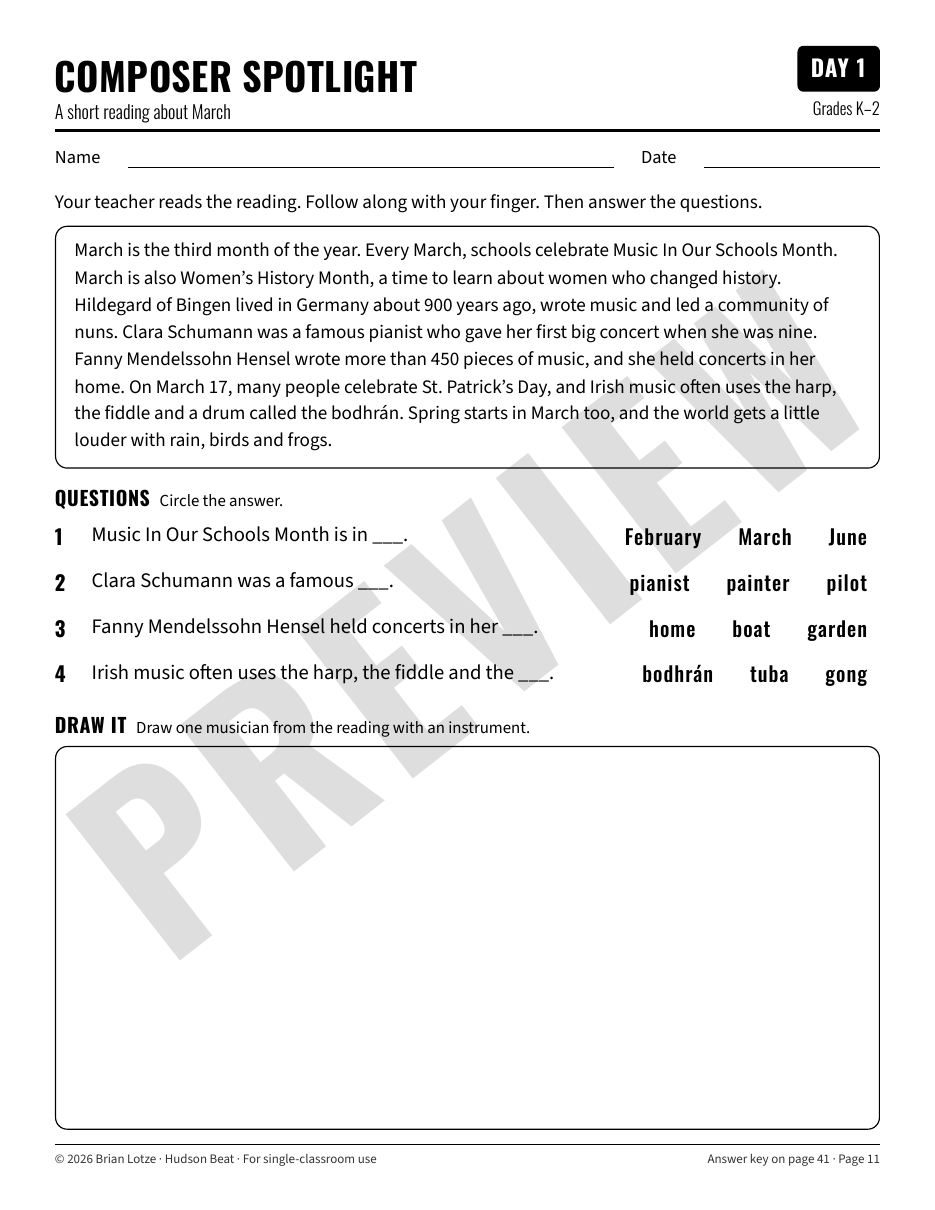 COMPOSER SPOTLIGHT
DAY 1
A short reading about March
Grades K–2
Name
Date
Your teacher reads the reading. Follow along with your finger. Then answer the questions.
March is the third month of the year. Every March, schools celebrate Music In Our Schools Month.
March is also Women’s History Month, a time to learn about women who changed history.
Hildegard of Bingen lived in Germany about 900 years ago, wrote music and led a community of
nuns. Clara Schumann was a famous pianist who gave her first big concert when she was nine.
Fanny Mendelssohn Hensel wrote more than 450 pieces of music, and she held concerts in her
home. On March 17, many people celebrate St. Patrick’s Day, and Irish music often uses the harp,
the fiddle and a drum called the bodhrán. Spring starts in March too, and the world gets a little
louder with rain, birds and frogs.
QUESTIONS Circle the answer.
1 Music In Our Schools Month is in ___. February March June
2 Clara Schumann was a famous ___. pianist painter pilot
3 Fanny Mendelssohn Hensel held concerts in her ___. home boat garden
4 Irish music often uses the harp, the fiddle and the ___. bodhrán tuba gong
DRAW IT Draw one musician from the reading with an instrument.
PREVIEW
© 2026 Brian Lotze · Hudson Beat · For single-classroom use
Answer key on page 41 · Page 11